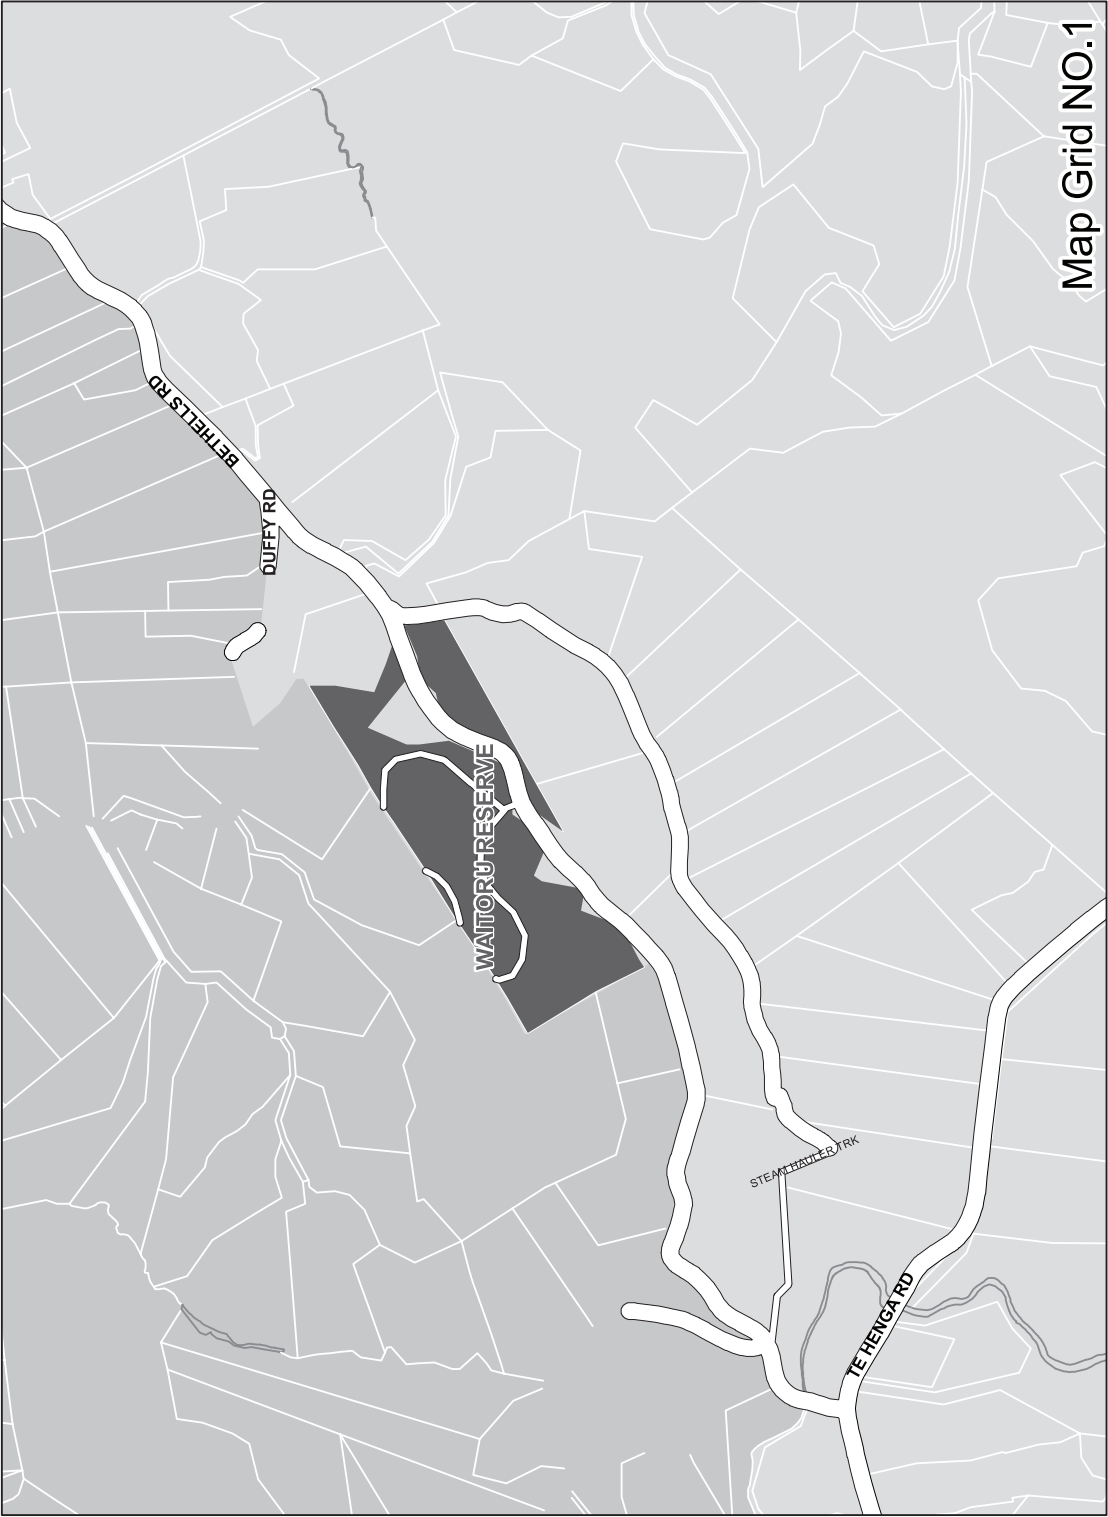 Map Grid NO.1
BETHELLS RD
DUFFY RD
WAITORU RESERVE
STEAM HAULER TRK
TE HENGA RD